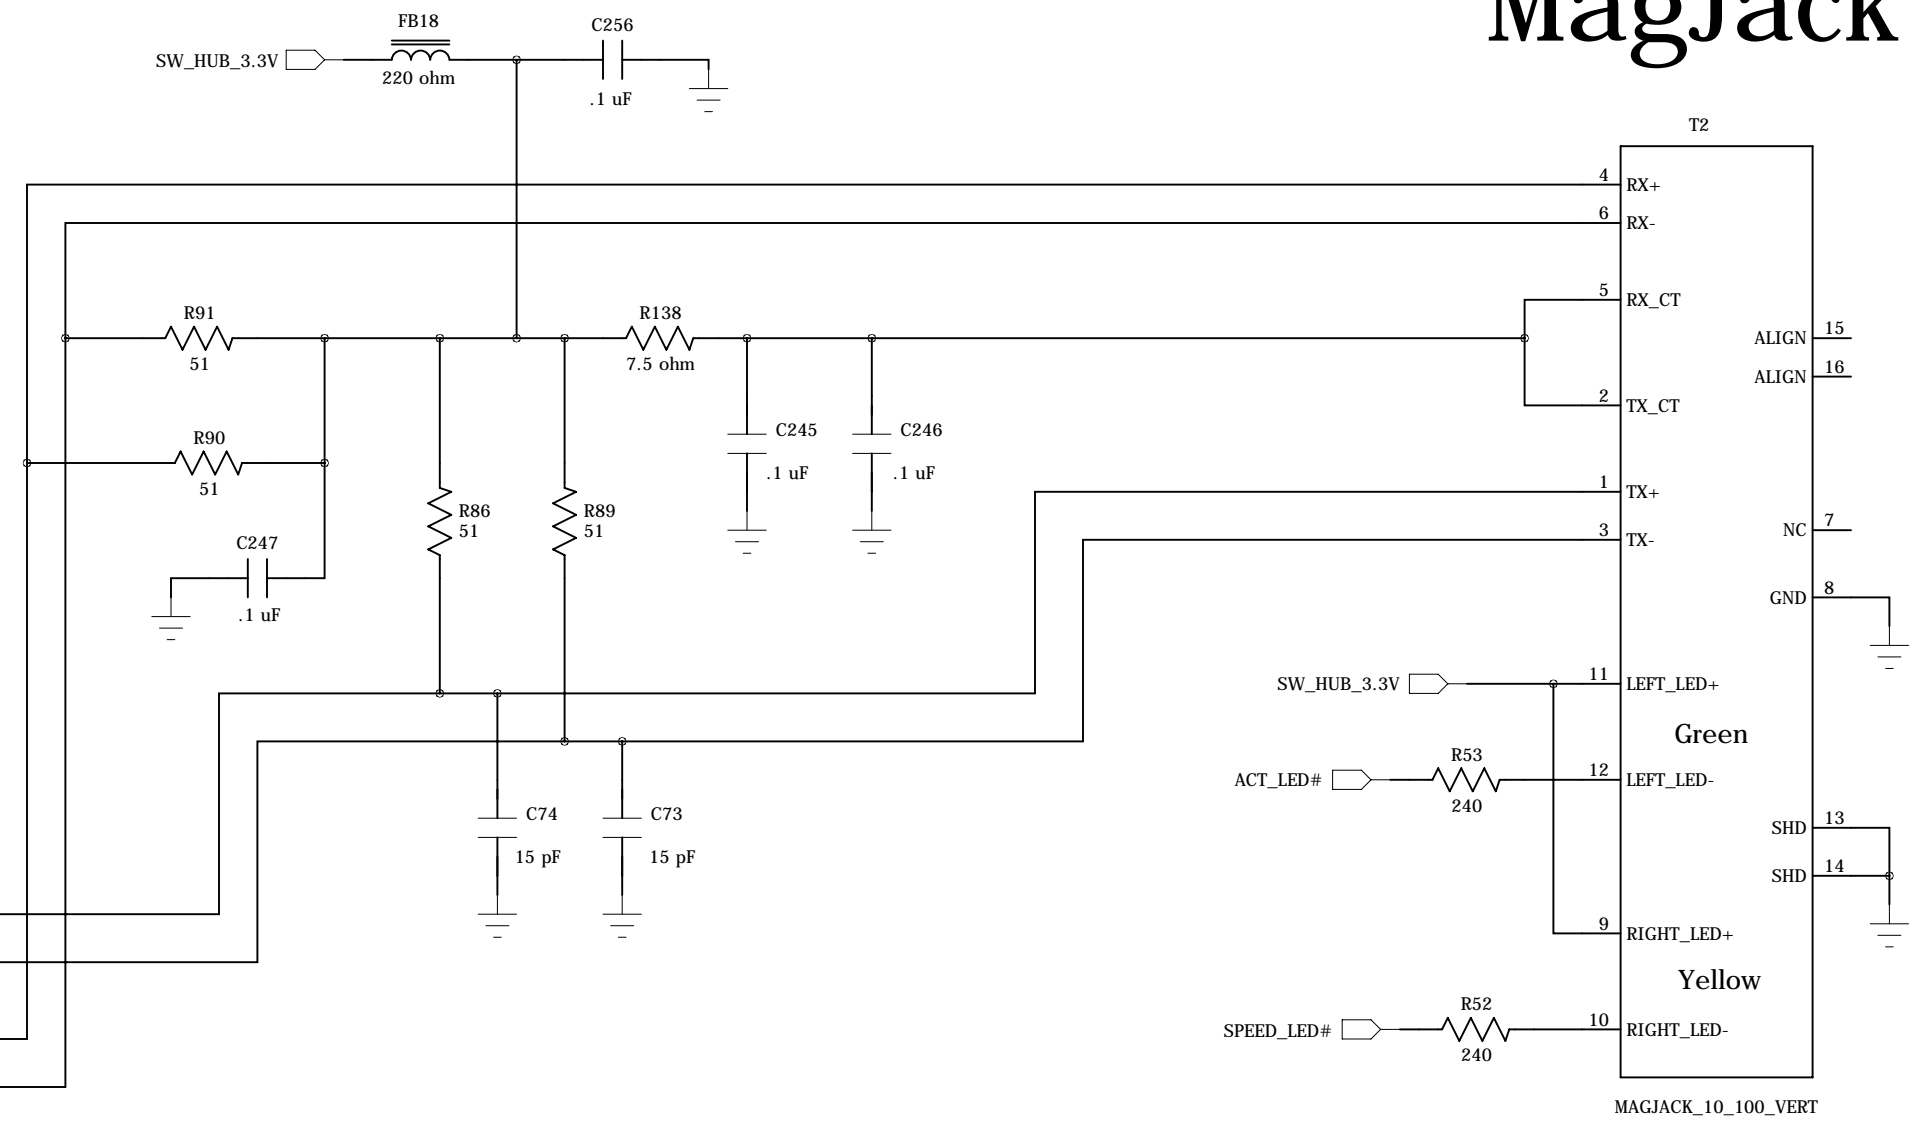 MagJack
FB18
SW_HUB_3.3V
220 ohm
C256
.1 uF
T2
4
RX+
6
RX-
5
RX_CT
2
TX_CT
1
TX+
3
TX-
11
LEFT_LED+
Green
12
LEFT_LED-
9
RIGHT_LED+
Yellow
10
RIGHT_LED-
ALIGN
15
ALIGN
16
NC
7
GND
8
SHD
13
SHD
14
MAGJACK_10_100_VERT
R91
51
R90
51
C247
.1 uF
R86
51
R89
51
R138
7.5 ohm
C245
.1 uF
C246
.1 uF
C74
15 pF
C73
15 pF
SW_HUB_3.3V
ACT_LED#
R53
240
SPEED_LED#
R52
240